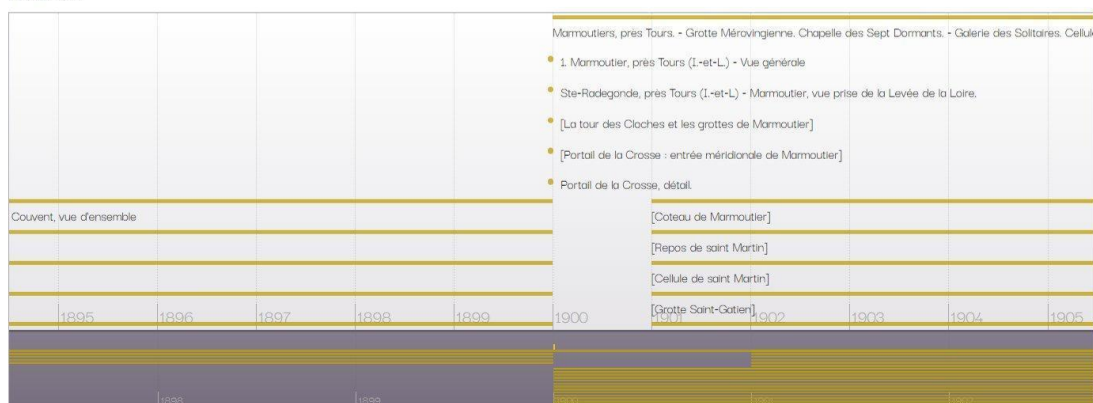 Marmoutiers, près Tours. - Grotte Mérovingienne. Chapelle des Sept Dormants. - Galerie des Solitaires. Cellul
1. Marmoutier, près Tours (I.-et-L.) - Vue générale
Ste-Radegonde, près Tours (I.-et-L) - Marmoutier, vue prise de la Levée de la Loire.
[La tour des Cloches et les grottes de Marmoutier]
[Portail de la Crosse : entrée méridionale de Marmoutier]
Portail de la Crosse, détail.
Couvent, vue d'ensemble
[Coteau de Marmoutier]
[Repos de saint Martin]
[Cellule de saint Martin]
[Grotte Saint-Gatien]
1895 1896 1897 1898 1899 1900 1901 1902 1903 1904 1905